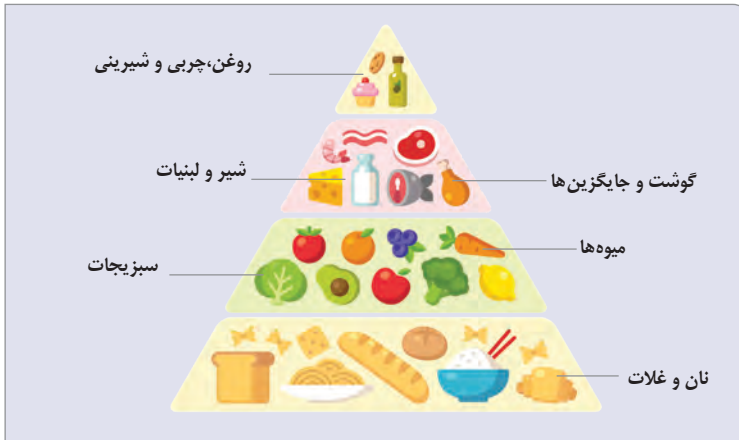 روغن،چربی و شیرینی
گوشت و جایگزین‌ها
شیر و لبنیات
میوه‌ها
سبزیجات
نان و غلات